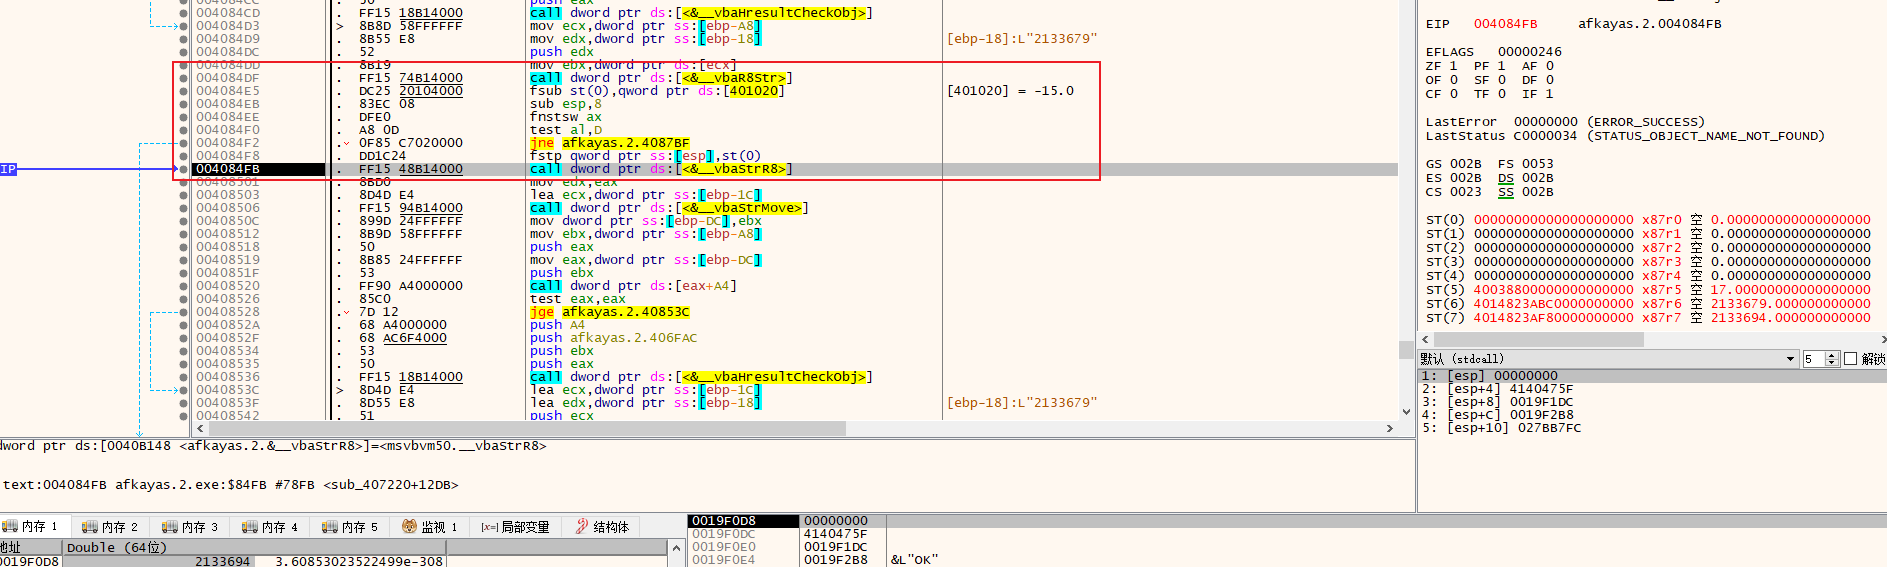 50 push eax
004084CD . FF15 18B14000 call dword ptr ds:[<&__vbaHresultCheckObj>]
004084D3 > 8B8D 58FFFFFF mov ecx,dword ptr ss:[ebp-A8]
004084D9 . 8B55 E8 mov edx,dword ptr ss:[ebp-18] [ebp-18]:L"2133679"
004084DC . 52 push edx
004084DD . 8B19 mov ebx,dword ptr ds:[ecx]
004084DF . FF15 74B14000 call dword ptr ds:[<&__vbaR8Str>]
004084E5 . DC25 20104000 fsub st(0),qword ptr ds:[401020] [401020] = -15.0
004084EB . 83EC 08 sub esp,8
004084EE . DFE0 fnstsw ax
004084F0 . A8 0D test al,D
004084F2 . 0F85 C7020000 jne afkayas.2.4087BF
004084F8 . DD1C24 fstp qword ptr ss:[esp],st(0)
IP 004084FB . FF15 48B14000 call dword ptr ds:[<&__vbaStrR8>]
00408501 . 8BD0 mov edx,eax
00408503 . 8D4D E4 lea ecx,dword ptr ss:[ebp-1C]
00408506 . FF15 94B14000 call dword ptr ds:[<&__vbaStrMove>]
0040850C . 899D 24FFFFFF mov dword ptr ss:[ebp-DC],ebx
00408512 . 8B9D 58FFFFFF mov ebx,dword ptr ss:[ebp-A8]
00408518 . 50 push eax
00408519 . 8B85 24FFFFFF mov eax,dword ptr ss:[ebp-DC]
0040851F . 53 push ebx
00408520 . FF90 A4000000 call dword ptr ds:[eax+A4]
00408526 . 85C0 test eax,eax
00408528 . 7D 12 jge afkayas.2.40853C
0040852A . 68 A4000000 push A4
0040852F . 68 AC6F4000 push afkayas.2.406FAC
00408534 . 53 push ebx
00408535 . 50 push eax
00408536 . FF15 18B14000 call dword ptr ds:[<&__vbaHresultCheckObj>]
0040853C > 8D4D E4 lea ecx,dword ptr ss:[ebp-1C]
0040853F . 8D55 E8 lea edx,dword ptr ss:[ebp-18] [ebp-18]:L"2133679"
00408542 . 51 push ecx
EIP 004084FB afkayas.2.004084FB
EFLAGS 00000246
ZF 1 PF 1 AF 0
OF 0 SF 0 DF 0
CF 0 TF 0 IF 1
LastError 00000000 (ERROR_SUCCESS)
LastStatus C0000034 (STATUS_OBJECT_NAME_NOT_FOUND)
GS 002B FS 0053
ES 002B DS 002B
CS 0023 SS 002B
ST(0) 00000000000000000000 x87r0 空 0.000000000000000000
ST(1) 00000000000000000000 x87r1 空 0.000000000000000000
ST(2) 00000000000000000000 x87r2 空 0.000000000000000000
ST(3) 00000000000000000000 x87r3 空 0.000000000000000000
ST(4) 00000000000000000000 x87r4 空 0.000000000000000000
ST(5) 40038800000000000000 x87r5 空 17.00000000000000000
ST(6) 4014823ABC0000000000 x87r6 空 2133679.000000000000
ST(7) 4014823AF80000000000 x87r7 空 2133694.000000000000
默认 (stdcall) 5 解锁
1: [esp] 00000000
2: [esp+4] 4140475F
3: [esp+8] 0019F1DC
4: [esp+C] 0019F2B8
5: [esp+10] 027BB7FC
dword ptr ds:[0040B148 <afkayas.2.&__vbaStrR8>]=<msvbvm50.__vbaStrR8>
text:004084FB afkayas.2.exe:$84FB #78FB <sub_407220+12DB>
内存 1 内存 2 内存 3 内存 4 内存 5 监视 1 [x=]局部变量 结构体
地址 Double (64位)
0019F0D8 2133694 3.60853023522499e-308
0019F0D8 00000000
0019F0DC 4140475F
0019F0E0 0019F1DC
0019F0E4 0019F2B8 &L"OK"